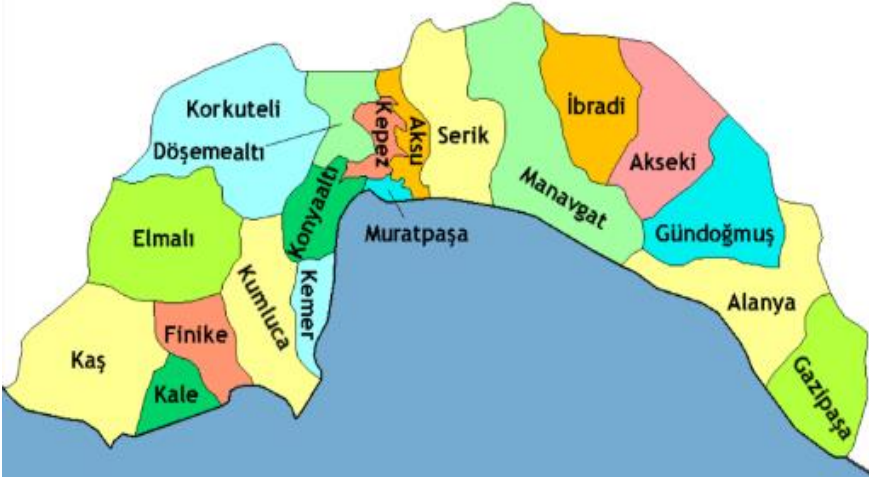 Korkuteli
Döşemealtı
Kepez
Aksu
Serik
İbradi
Akseki
Manavgat
Gündoğmuş
Elmalı
Konyaaltı
Muratpaşa
Kumluca
Kemer
Alanya
Finike
Kaş
Kale
Gazipaşa